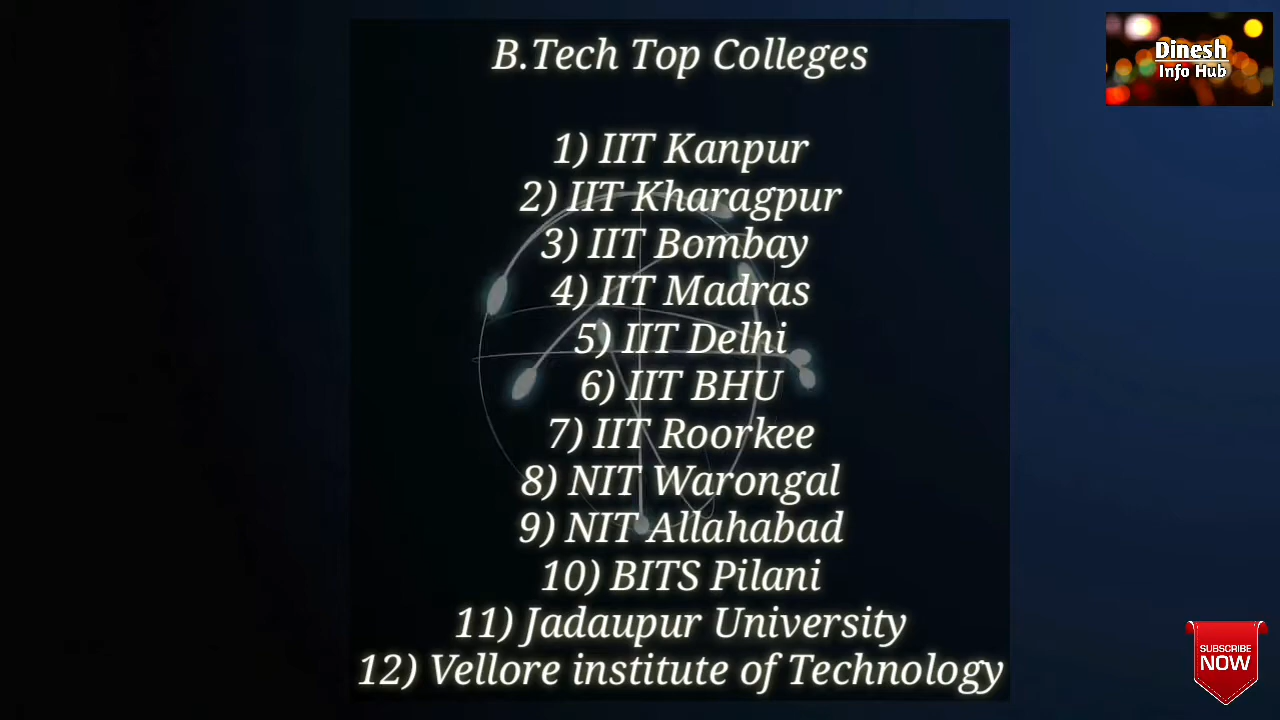 B.Tech Top Colleges
1) IIT Kanpur
2) IIT Kharagpur
3) IIT Bombay
4) IIT Madras
5) IIT Delhi
6) IIT BHU
7) IIT Roorkee
8) NIT Warongal
9) NIT Allahabad
10) BITS Pilani
11) Jadaupur University
12) Vellore institute of Technology
Dinesh
Info Hub
SUBSCRIBE
NOW